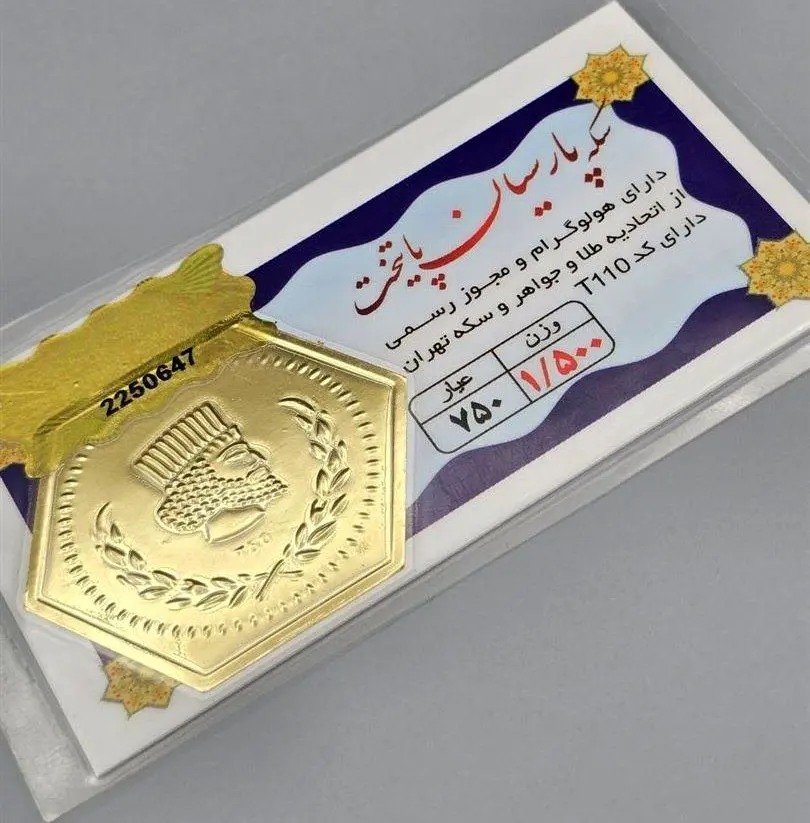 سکه پارسیان پایتخت
دارای هولوگرام و مجوز رسمی
از اتحادیه طلا و جواهر و سکه تهران
دارای کد T110
وزن
۱/۵۰۰
عیار
۷۵۰
2250647
750